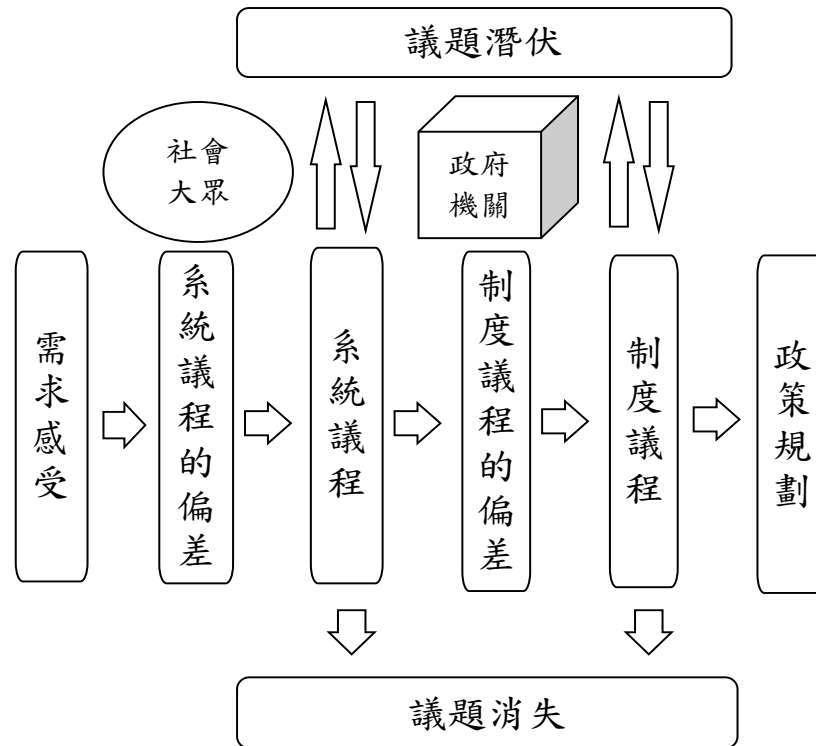 議題潛伏
社會
大眾
政府
機關
需求感受
系統議程的偏差
系統議程
制度議程的偏差
制度議程
政策規劃
議題消失